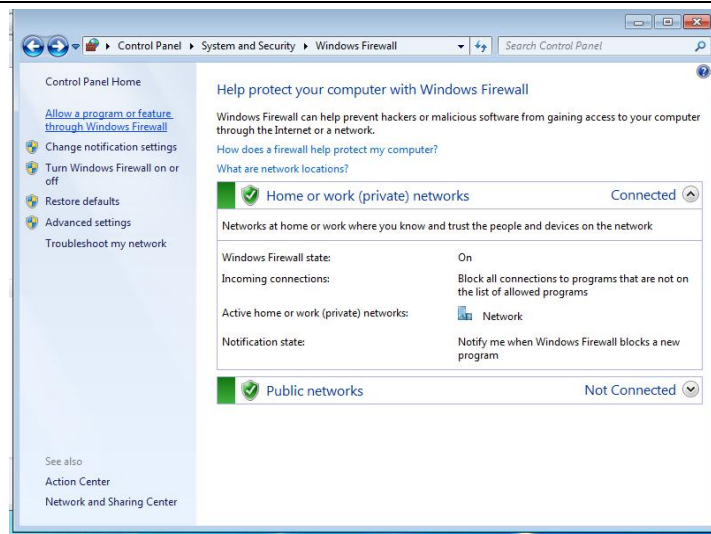 Control Panel ▸ System and Security ▸ Windows Firewall
Search Control Panel
Control Panel Home
Allow a program or feature
through Windows Firewall
Change notification settings
Turn Windows Firewall on or
off
Restore defaults
Advanced settings
Troubleshoot my network
See also
Action Center
Network and Sharing Center
Help protect your computer with Windows Firewall
Windows Firewall can help prevent hackers or malicious software from gaining access to your computer
through the Internet or a network.
How does a firewall help protect my computer?
What are network locations?
Home or work (private) networks Connected
Networks at home or work where you know and trust the people and devices on the network
Windows Firewall state: On
Incoming connections: Block all connections to programs that are not on
the list of allowed programs
Active home or work (private) networks: Network
Notification state: Notify me when Windows Firewall blocks a new
program
Public networks Not Connected